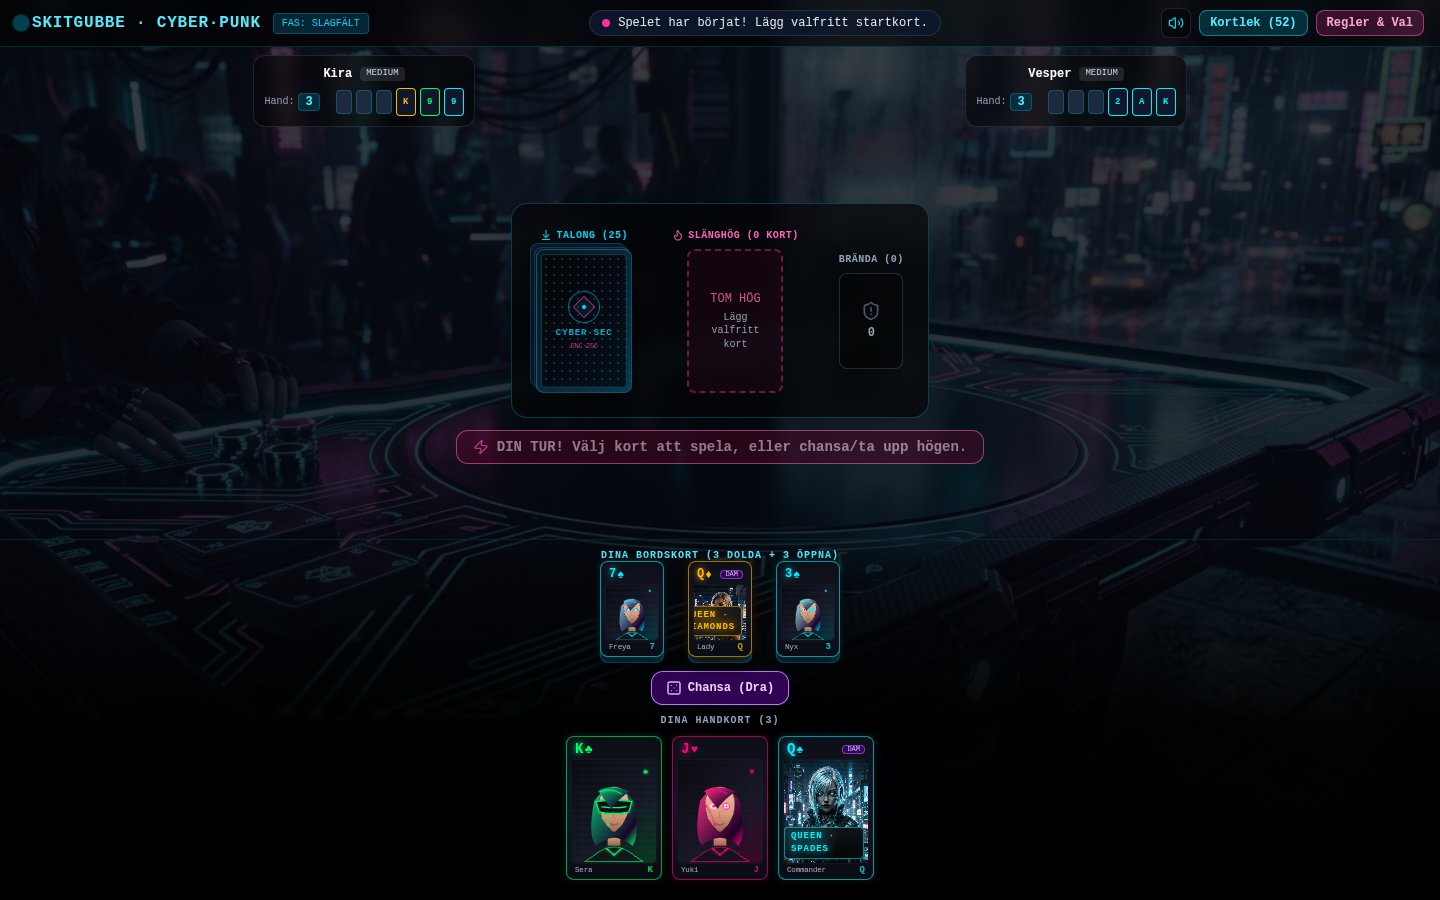 SKITGUBBE · CYBER·PUNK
FAS: SLAGFÄLT
Spelet har börjat! Lägg valfritt startkort.
Kortlek (52)
Regler & Val
Kira MEDIUM
Hand: 3
K 9 9
Vesper MEDIUM
Hand: 3
2 A K
TALONG (25)
CYBER-SEC
ENC-256
SLÄNGHÖG (0 KORT)
TOM HÖG
Lägg
valfritt
kort
BRÄNDA (0)
0
DIN TUR! Välj kort att spela, eller chansa/ta upp högen.
DINA BORDSKORT (3 DOLDA + 3 ÖPPNA)
7♠
Freya 7
Q♦ DAM
UEEN ·
IAMONDS
Lady Q
3♠
Nyx 3
Chansa (Dra)
DINA HANDKORT (3)
K♣
♣
Sera K
J♥
♥
Yuki J
Q♠ DAM
QUEEN ·
SPADES
Commander Q